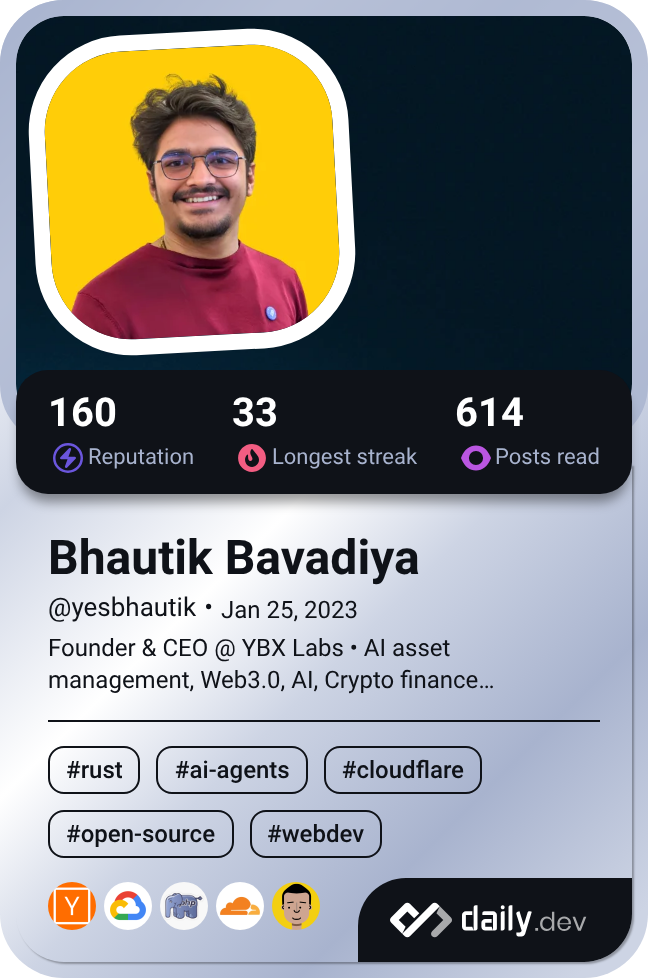 160
33
614
Reputation
Longest streak
Posts read
Bhautik Bavadiya
@yesbhautik • Jan 25, 2023
Founder & CEO @ YBX Labs • AI asset
management, Web3.0, AI, Crypto finance…
#rust
#ai-agents
#cloudflare
#open-source
#webdev
Y
php
daily.dev